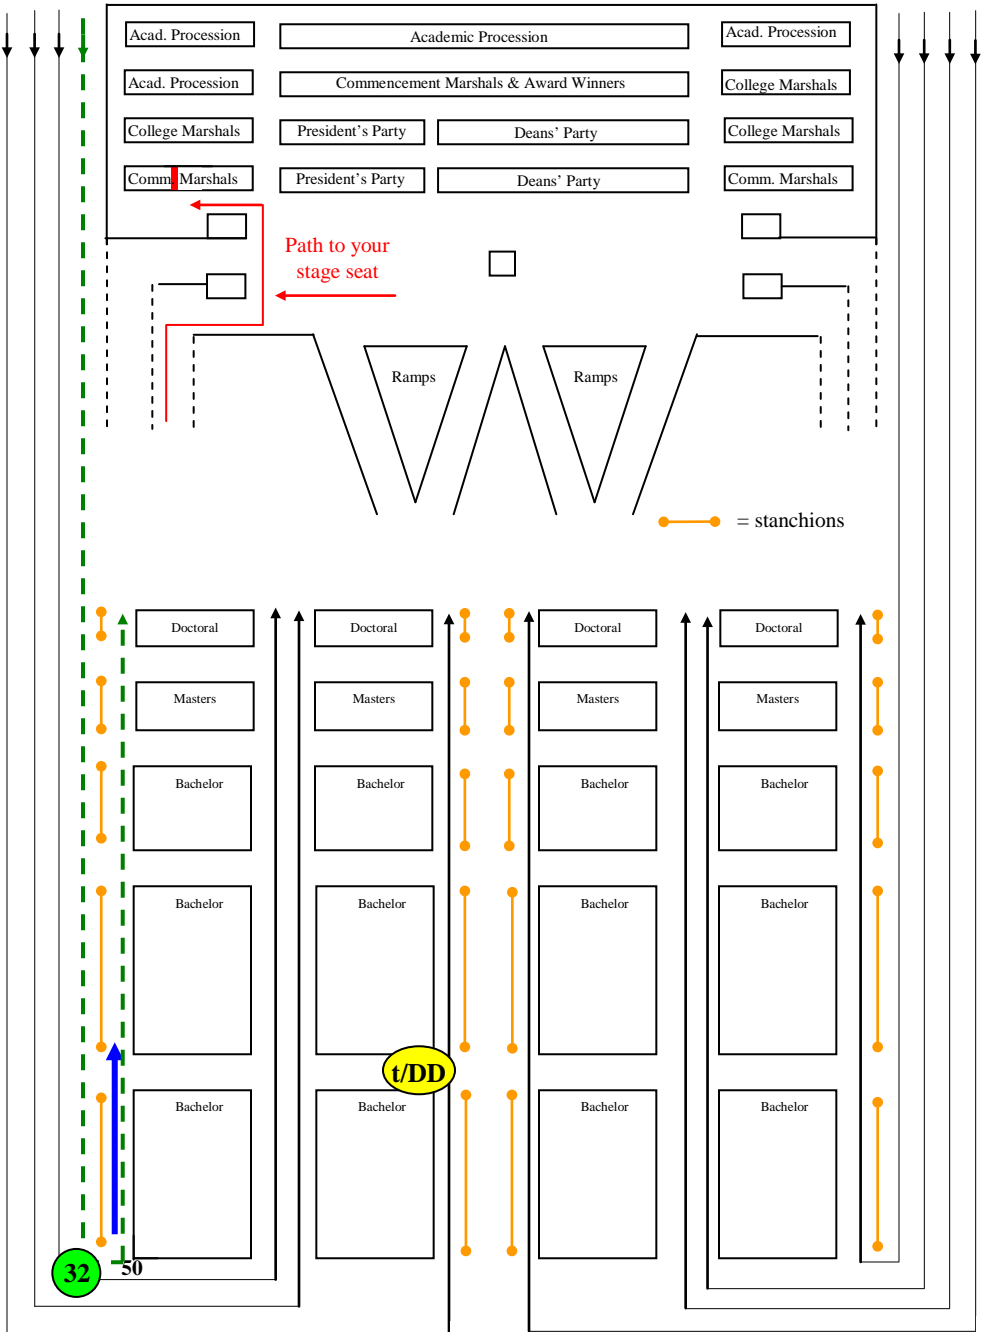 Acad. Procession
Academic Procession
Acad. Procession
Acad. Procession
Commencement Marshals & Award Winners
College Marshals
College Marshals
President's Party
Deans' Party
College Marshals
Comm. Marshals
President's Party
Deans' Party
Comm. Marshals
Path to your
stage seat
Ramps
Ramps
= stanchions
Doctoral
Doctoral
Doctoral
Doctoral
Masters
Masters
Masters
Masters
Bachelor
Bachelor
Bachelor
Bachelor
Bachelor
Bachelor
Bachelor
Bachelor
t/DD
Bachelor
Bachelor
Bachelor
Bachelor
32
50